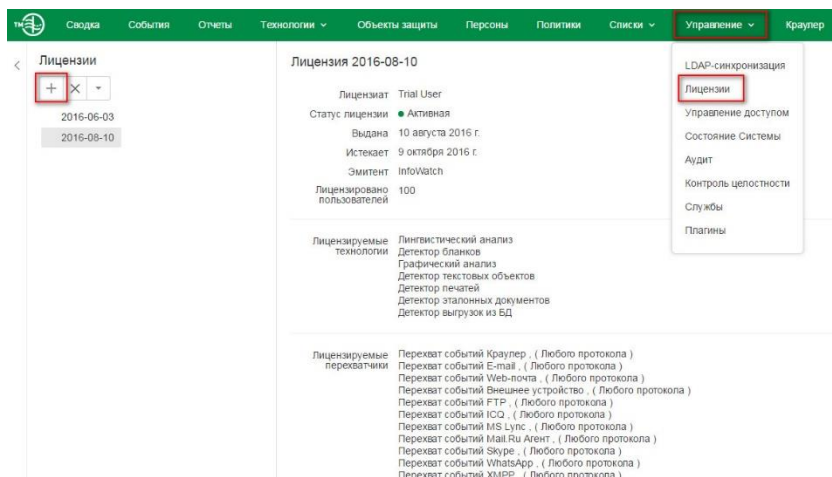 TM
Сводка События Отчеты Технологии Объекты защиты Персоны Политики Списки Управление Краулер
Лицензии
2016-06-03
2016-08-10
Лицензия 2016-08-10
Лицензиат Trial User
Статус лицензии Активная
Выдана 10 августа 2016 г.
Истекает 9 октября 2016 г.
Эмитент InfoWatch
Лицензировано пользователей 100
Лицензируемые технологии
Лингвистический анализ
Детектор бланков
Графический анализ
Детектор текстовых объектов
Детектор печатей
Детектор эталонных документов
Детектор выгрузок из БД
Лицензируемые перехватчики
Перехват событий Краулер , ( Любого протокола )
Перехват событий E-mail , ( Любого протокола )
Перехват событий Web-почта , ( Любого протокола )
Перехват событий Внешнее устройство , ( Любого протокола )
Перехват событий FTP , ( Любого протокола )
Перехват событий ICQ , ( Любого протокола )
Перехват событий MS Lync , ( Любого протокола )
Перехват событий Mail.Ru Агент , ( Любого протокола )
Перехват событий Skype , ( Любого протокола )
Перехват событий WhatsApp , ( Любого протокола )
Перехват событий XMPP , ( Любого протокола )
LDAP-синхронизация
Лицензии
Управление доступом
Состояние Системы
Аудит
Контроль целостности
Службы
Плагины